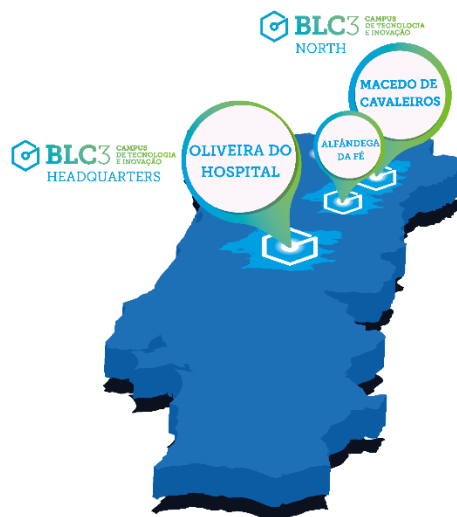 BLC3 CAMPUS
DE TECNOLOGIA
E INOVAÇÃO
NORTH
MACEDO DE
CAVALEIROS
ALFÂNDEGA
DA FÉ
OLIVEIRA DO
HOSPITAL
BLC3 CAMPUS
DE TECNOLOGIA
E INOVAÇÃO
HEADQUARTERS